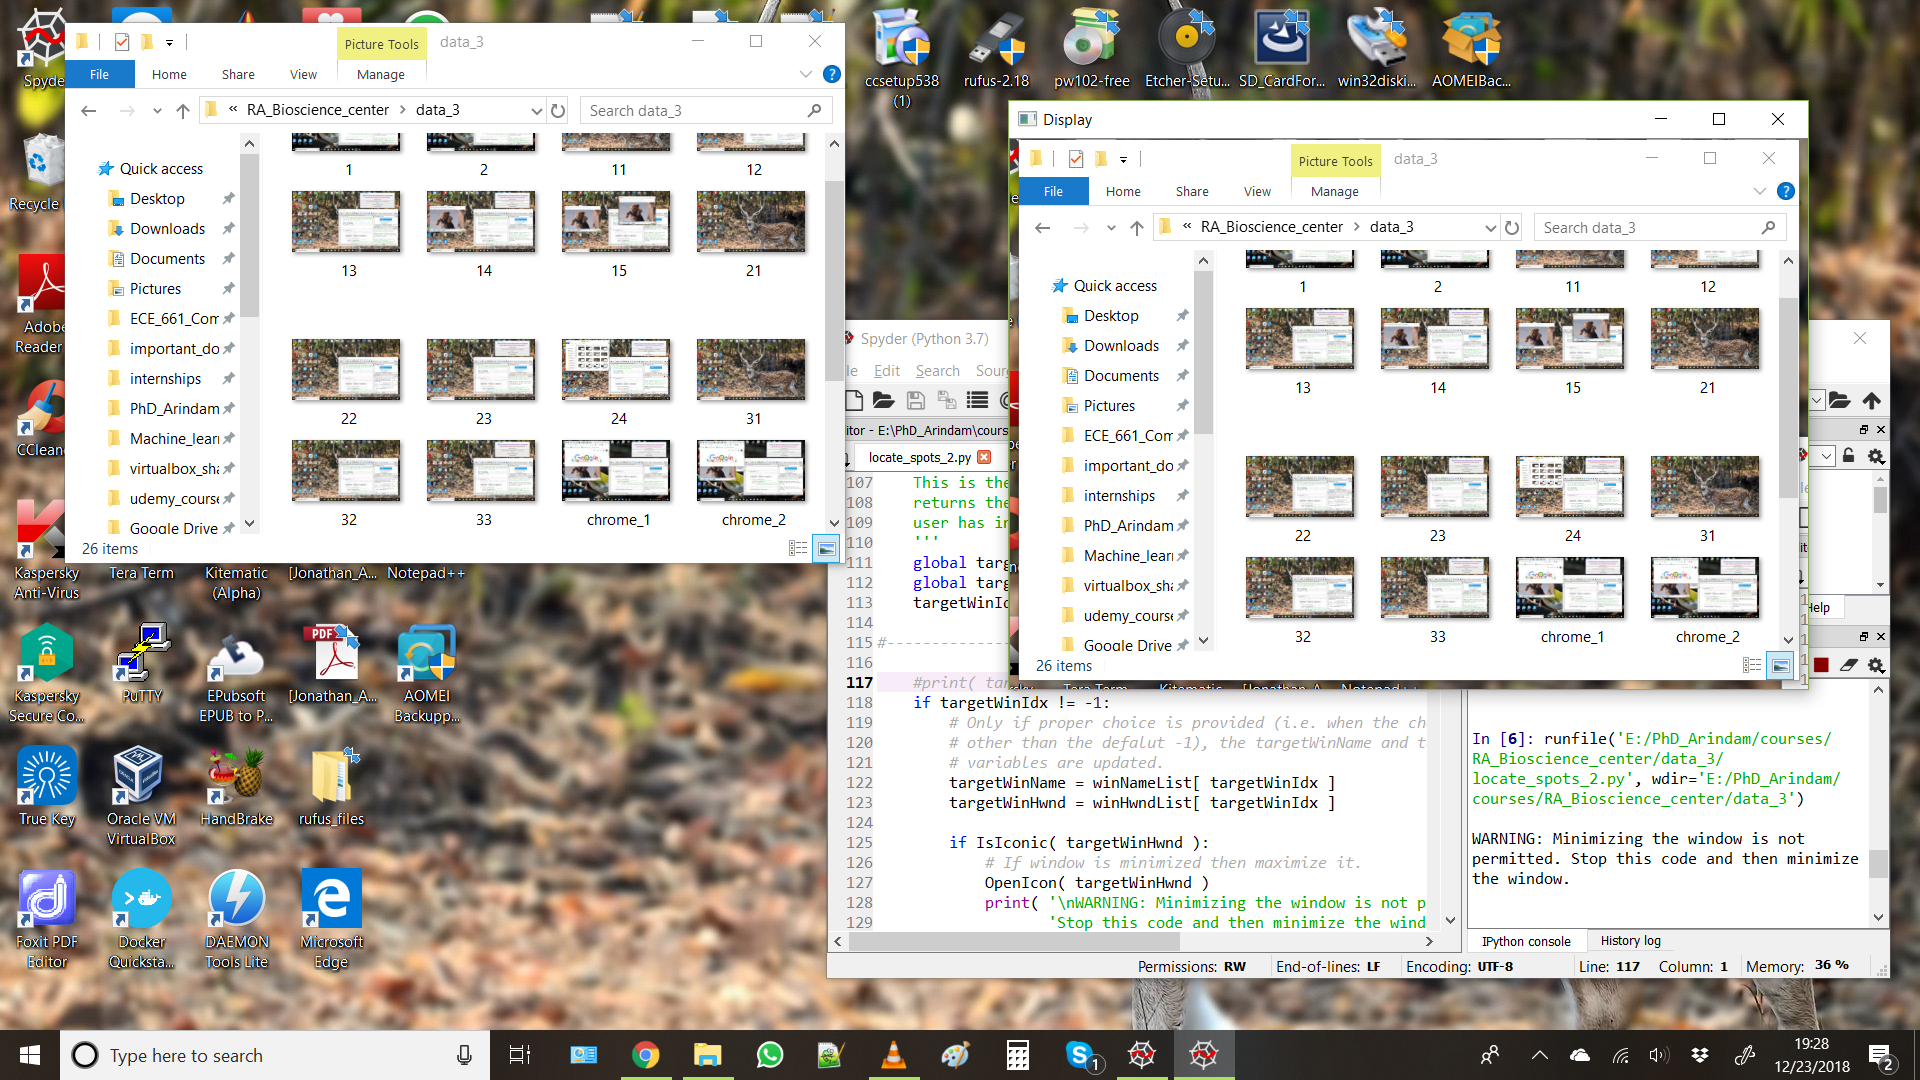 Spyder
Recycle
Adobe
Reader
CCleane
Kaspersky
Anti-Virus
Tera Term
Kitematic
(Alpha)
[Jonathan_A...
Notepad++
Kaspersky
Secure Co...
PuTTY
EPubsoft
EPUB to P...
[Jonathan_A...
AOMEI
Backupp...
True Key
Oracle VM
VirtualBox
HandBrake
rufus_files
Foxit PDF
Editor
Docker
Quicksta...
DAEMON
Tools Lite
Microsoft
Edge
ccsetup538
(1)
rufus-2.18
pw102-free
Etcher-Setu...
SD_CardFor...
win32diski...
AOMEIBac...
Picture Tools
data_3
File
Home
Share
View
Manage
« RA_Bioscience_center > data_3
Search data_3
Quick access
Desktop
Downloads
Documents
Pictures
ECE_661_Com
important_do
internships
PhD_Arindam
Machine_learn
virtualbox_sha
udemy_course
Google Drive
1 2 11 12
13 14 15 21
22 23 24 31
32 33 chrome_1 chrome_2
26 items
Display
Picture Tools
data_3
File
Home
Share
View
Manage
« RA_Bioscience_center > data_3
Search data_3
Quick access
Desktop
Downloads
Documents
Pictures
ECE_661_Com
important_do
internships
PhD_Arindam
Machine_learn
virtualbox_sha
udemy_course
Google Drive
1 2 11 12
13 14 15 21
22 23 24 31
32 33 chrome_1 chrome_2
26 items
Spyder (Python 3.7)
le Edit Search Sour
itor - E:\PhD_Arindam\cours
locate_spots_2.py
107 This is the
108 returns the
109 user has in
110 '''
111 global targ
112 global targ
113 targetWinId
114
115 #-------------
116
117 #print( tar
118 if targetWinIdx != -1:
119 # Only if proper choice is provided (i.e. when the ch
120 # other than the defalut -1), the targetWinName and t
121 # variables are updated.
122 targetWinName = winNameList[ targetWinIdx ]
123 targetWinHwnd = winHwndList[ targetWinIdx ]
124
125 if IsIconic( targetWinHwnd ):
126 # If window is minimized then maximize it.
127 OpenIcon( targetWinHwnd )
128 print( '\nWARNING: Minimizing the window is not p
129 'Stop this code and then minimize the wind
Help
In [6]: runfile('E:/PhD_Arindam/courses/
RA_Bioscience_center/data_3/
locate_spots_2.py', wdir='E:/PhD_Arindam/
courses/RA_Bioscience_center/data_3')
WARNING: Minimizing the window is not
permitted. Stop this code and then minimize
the window.
IPython console
History log
Permissions: RW End-of-lines: LF Encoding: UTF-8 Line: 117 Column: 1 Memory: 36 %
Type here to search
1
19:28
12/23/2018
2